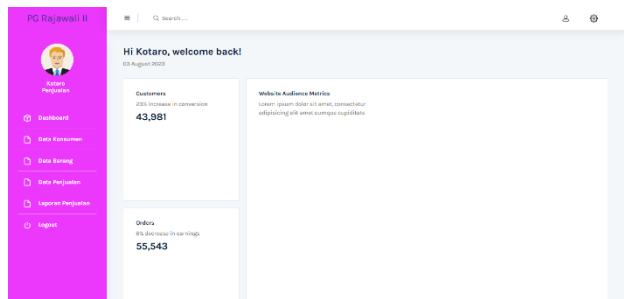 PG Rajawali II
Search...
Kotaro
Penjualan
Dashboard
Data Konsumen
Data Barang
Data Penjualan
Laporan Penjualan
Logout
Hi Kotaro, welcome back!
03 August 2023
Customers
23% increase in conversion
43,981
Orders
6% decrease in earnings
55,543
Website Audience Metrics
Lorem ipsum dolor sit amet, consectetur
adipisicing elit amet cumque cupiditate